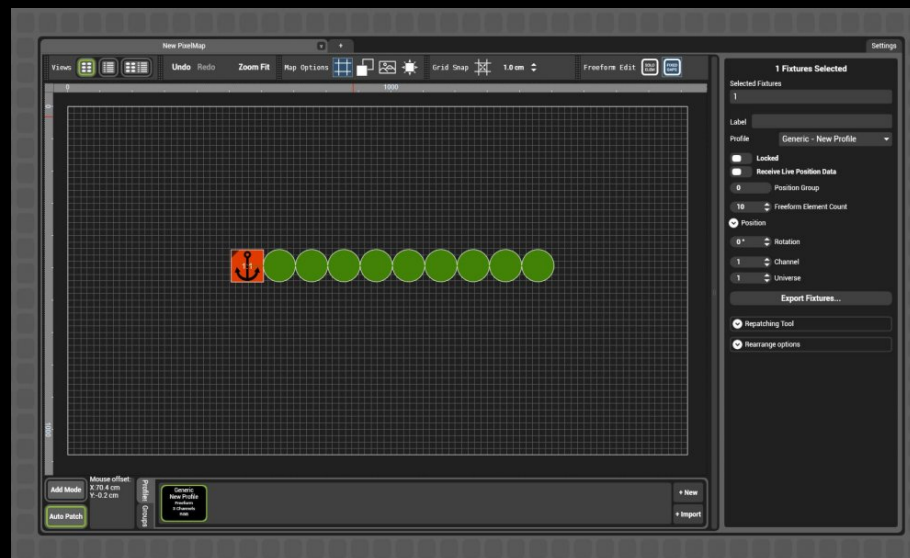 New PixelMap
+
Settings
Views
Undo Redo
Zoom Fit
Map Options
Grid Snap
1.0 cm
Freeform Edit
0
1000
1000
1 Fixtures Selected
Selected Fixtures
1
Label
Profile
Generic - New Profile
Locked
Receive Live Position Data
0 Position Group
10 Freeform Element Count
Position
0° Rotation
1 Channel
1 Universe
Export Fixtures...
Repatching Tool
Rearrange options
Add Mode
Mouse offset:
X:70.4 cm
Y:-0.2 cm
Auto Patch
Profiles
Groups
Generic
New Profile
Freeform
3 Channels
+ New
+ Import